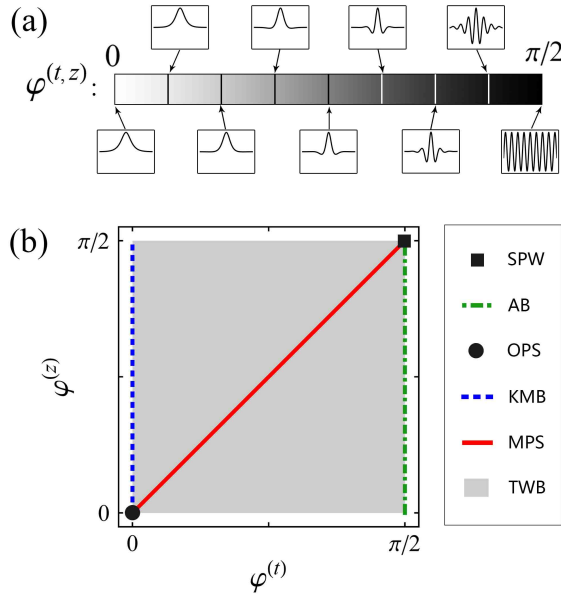 (a)
0
π/2
φ^(t,z):
(b)
π/2
φ^(z)
0
0
π/2
φ^(t)
SPW
AB
OPS
KMB
MPS
TWB